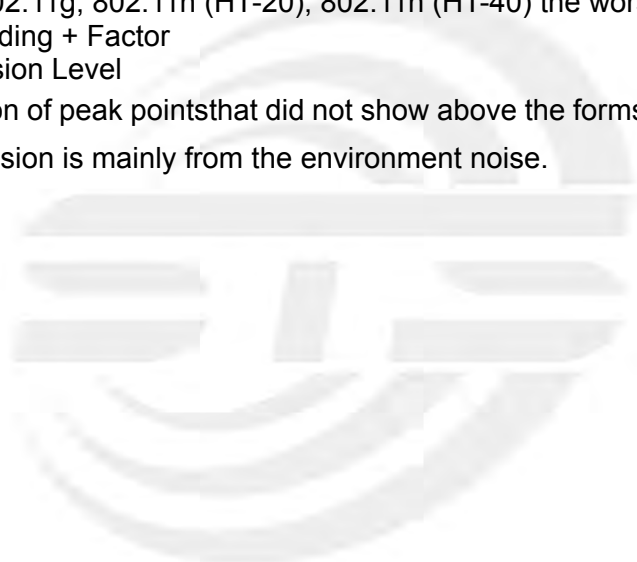 02.11g, 802.11n (HT-20), 802.11n (HT-40) the wor
ding + Factor
sion Level
on of peak pointsthat did not show above the forms
sion is mainly from the environment noise.